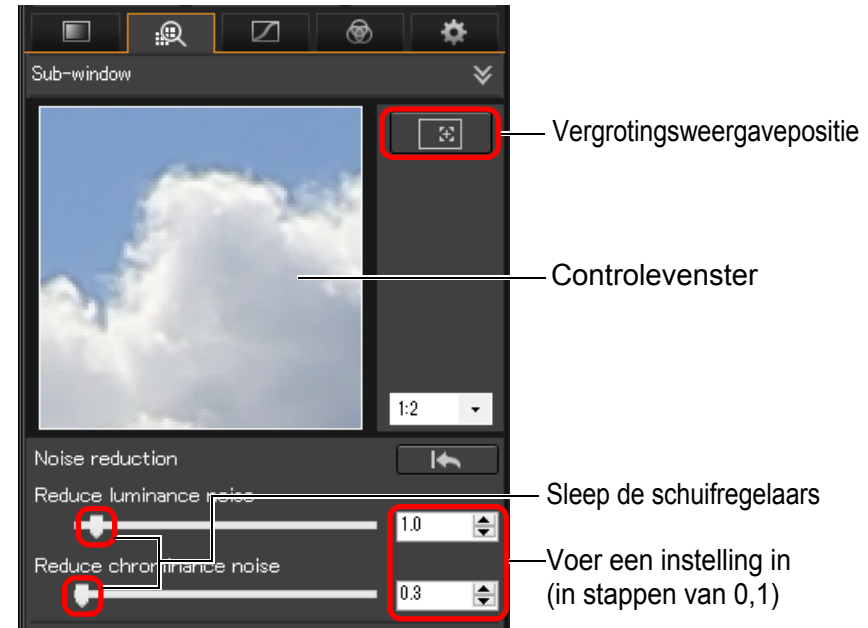 Sub-window
Vergrotingsweergavepositie
Controlevenster
1:2
Noise reduction
Reduce luminance noise
Sleep de schuifregelaars
1.0
Reduce chrominance noise
Voer een instelling in
(in stappen van 0,1)
0.3